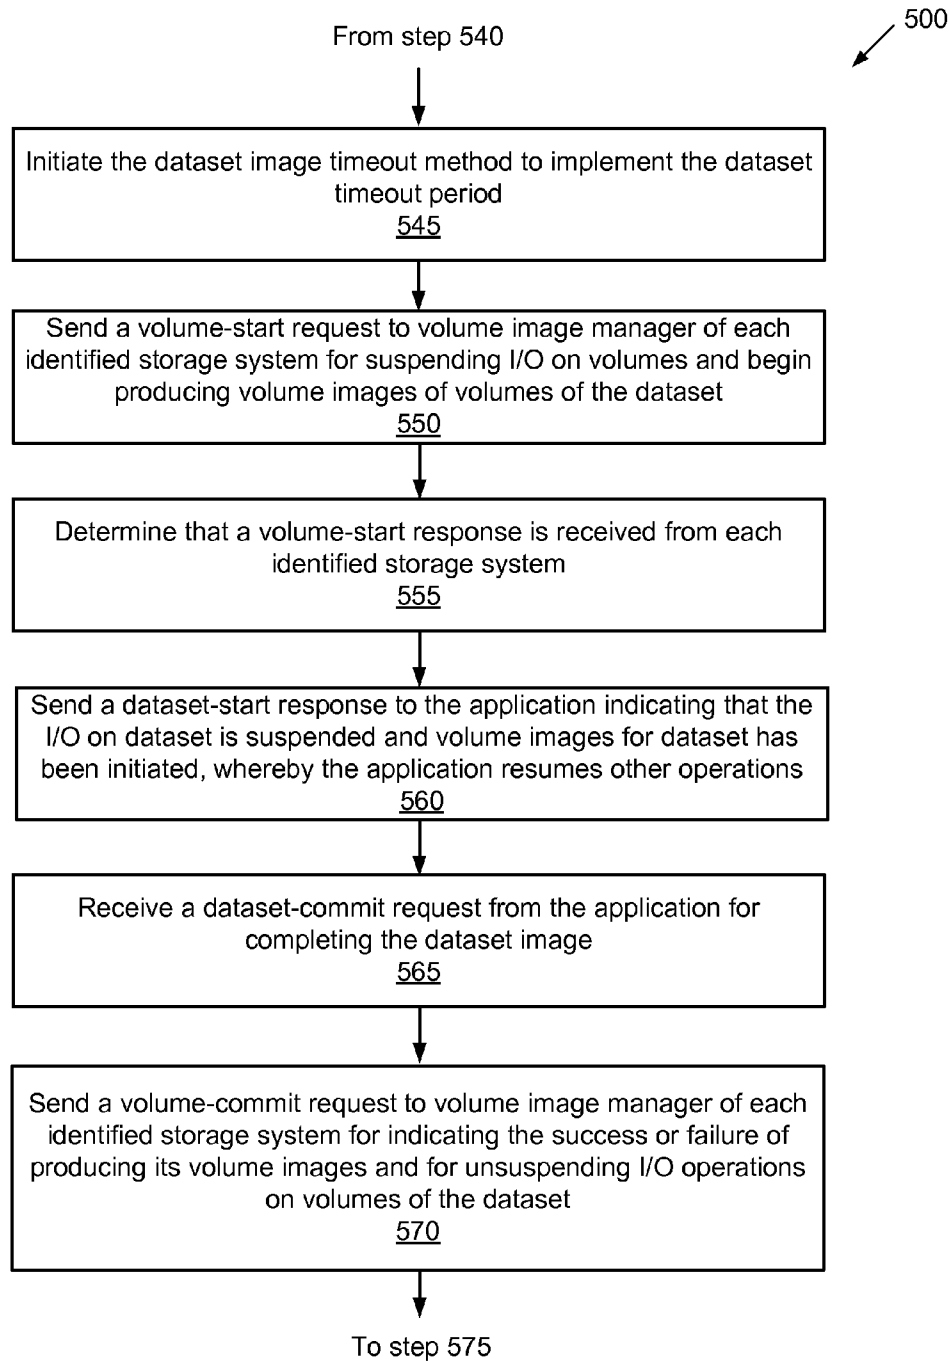 500
From step 540
Initiate the dataset image timeout method to implement the dataset
timeout period
545
Send a volume-start request to volume image manager of each
identified storage system for suspending I/O on volumes and begin
producing volume images of volumes of the dataset
550
Determine that a volume-start response is received from each
identified storage system
555
Send a dataset-start response to the application indicating that the
I/O on dataset is suspended and volume images for dataset has
been initiated, whereby the application resumes other operations
560
Receive a dataset-commit request from the application for
completing the dataset image
565
Send a volume-commit request to volume image manager of each
identified storage system for indicating the success or failure of
producing its volume images and for unsuspending I/O operations
on volumes of the dataset
570
To step 575